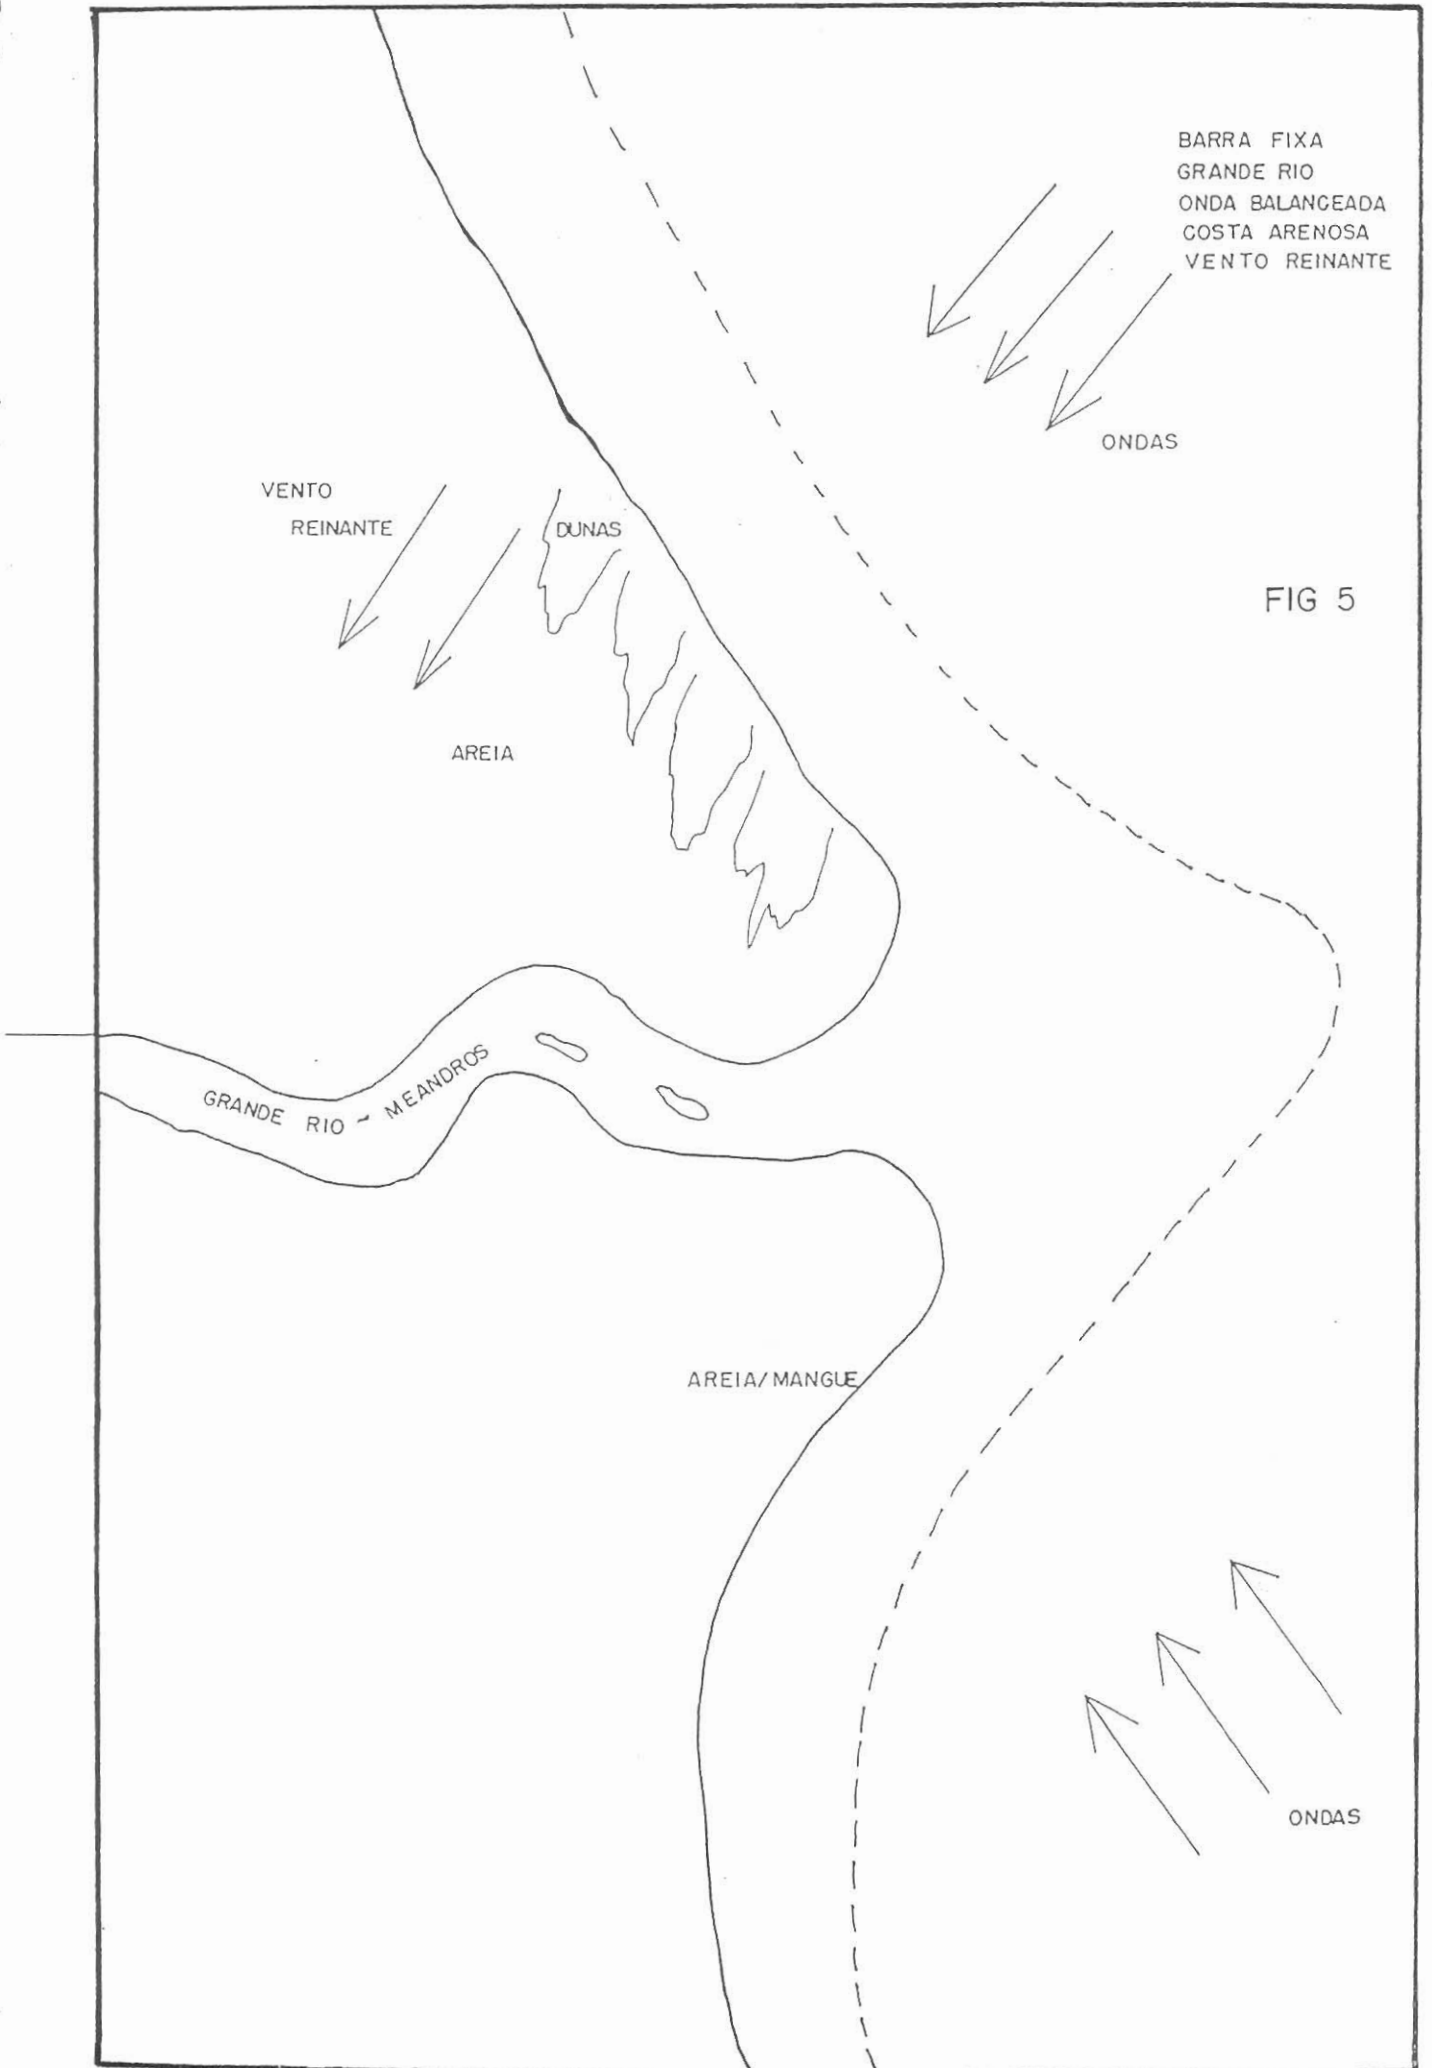 BARRA FIXA
GRANDE RIO
ONDA BALANCEADA
COSTA ARENOSA
VENTO REINANTE
ONDAS
VENTO
REINANTE
DUNAS
FIG 5
AREIA
GRANDE RIO - MEANDROS
AREIA/MANGUE
ONDAS